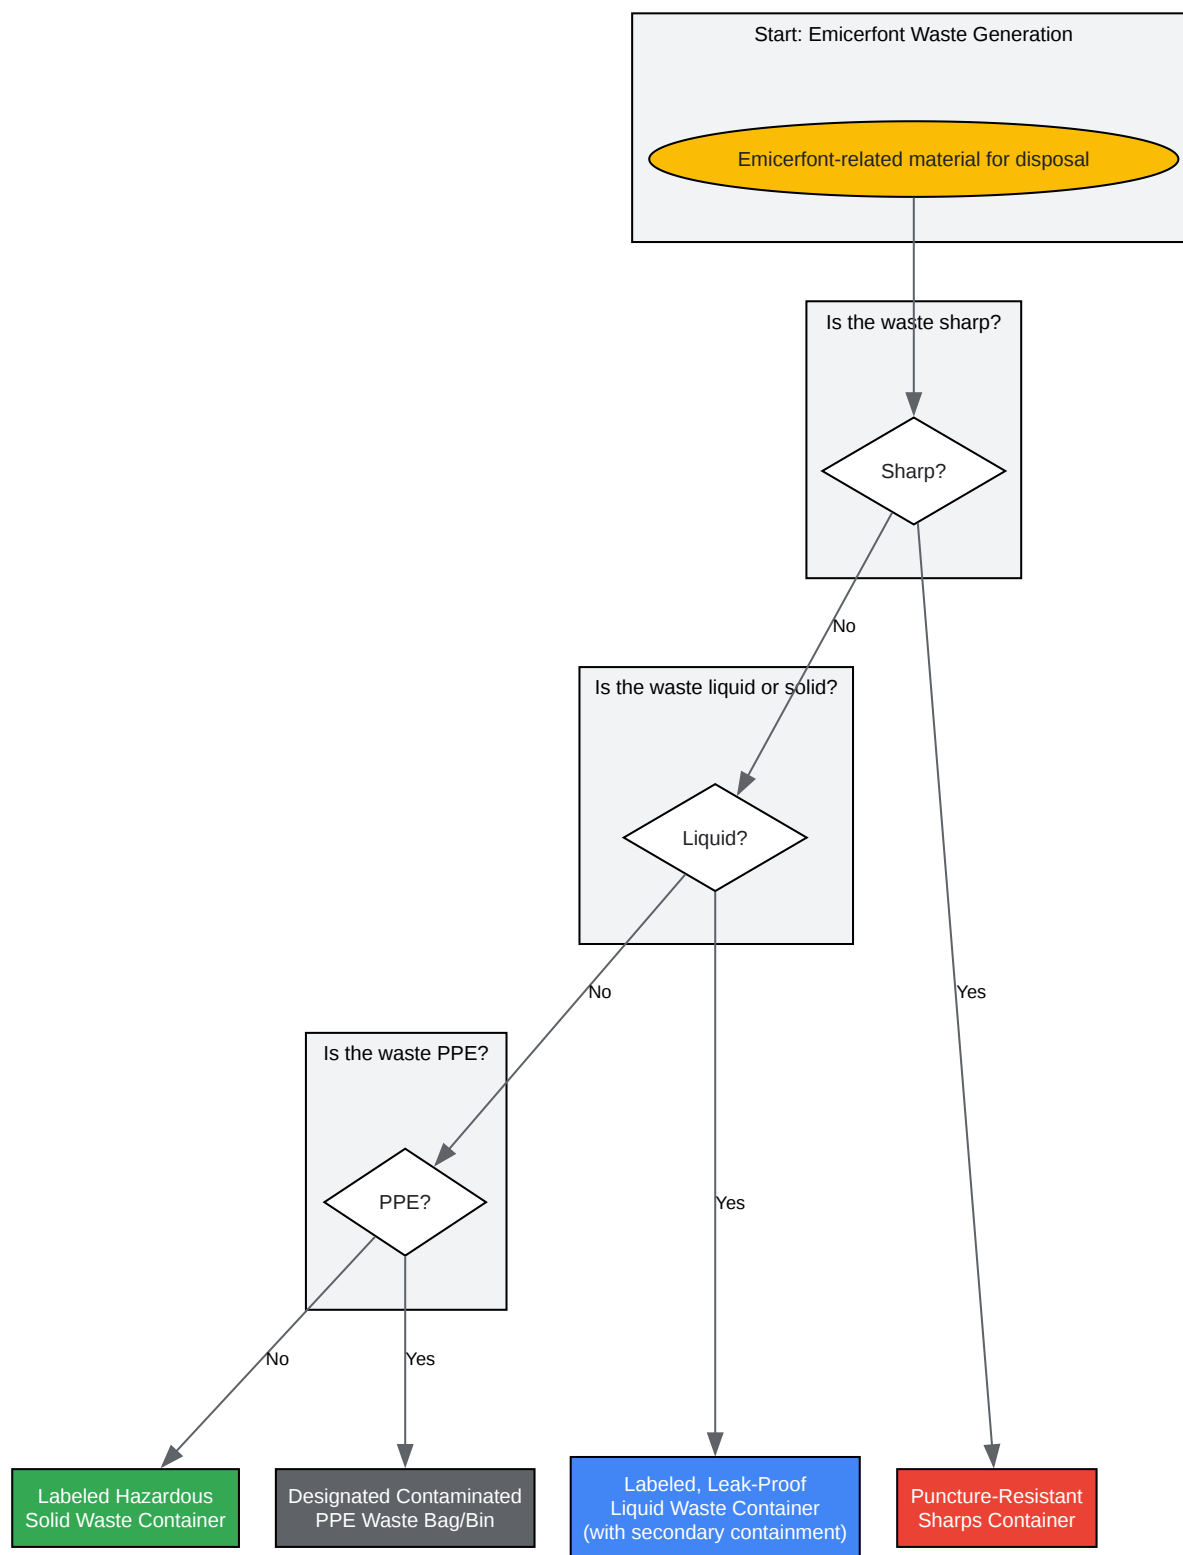 Start: Emicerfont Waste Generation
Emicerfont-related material for disposal
Is the waste sharp?
Sharp?
No
Is the waste liquid or solid?
Liquid?
No
Yes
Is the waste PPE?
PPE?
Yes
No
Yes
Labeled Hazardous
Solid Waste Container
Designated Contaminated
PPE Waste Bag/Bin
Labeled, Leak-Proof
Liquid Waste Container
(with secondary containment)
Puncture-Resistant
Sharps Container